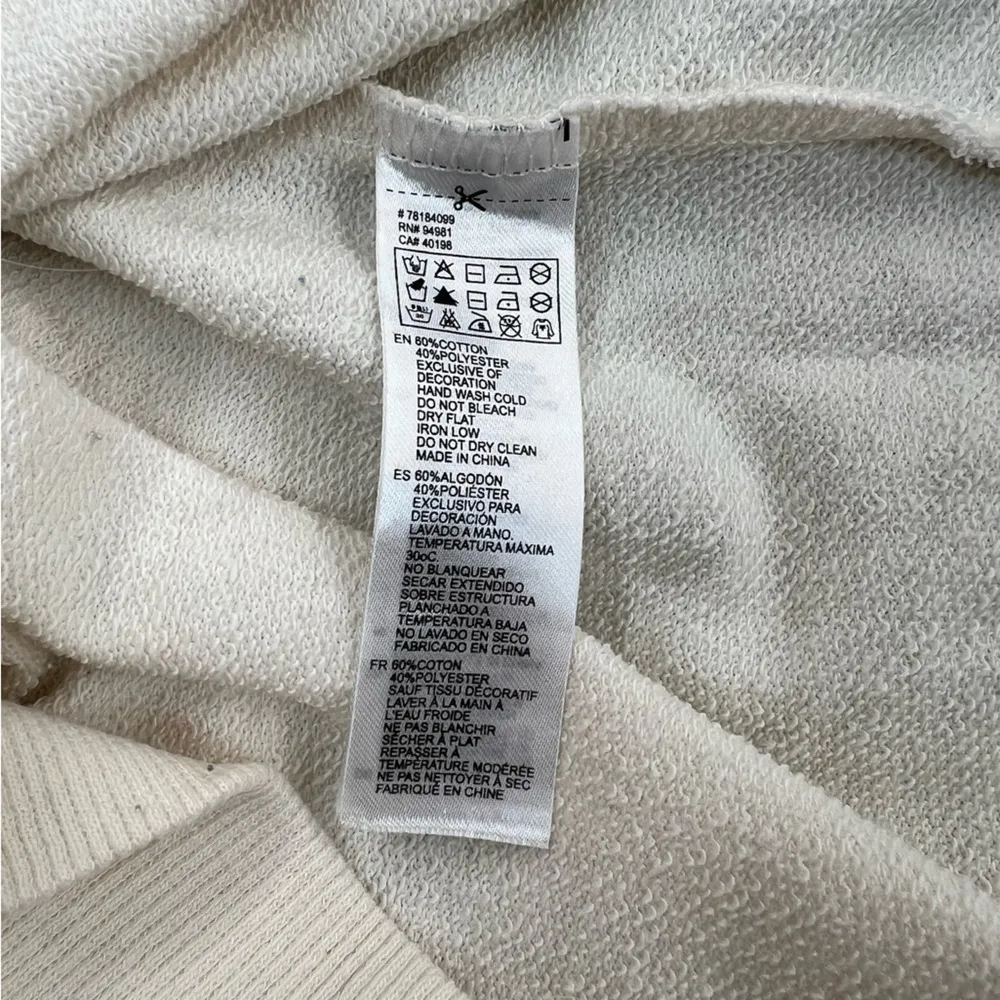 # 78184099
RN# 94981
CA# 40198
EN 60%COTTON
40%POLYESTER
EXCLUSIVE OF
DECORATION
HAND WASH COLD
DO NOT BLEACH
DRY FLAT
IRON LOW
DO NOT DRY CLEAN
MADE IN CHINA
ES 60%ALGODÓN
40%POLIÉSTER
EXCLUSIVO PARA
DECORACIÓN
LAVADO A MANO.
TEMPERATURA MÁXIMA
30oC.
NO BLANQUEAR
SECAR EXTENDIDO
SOBRE ESTRUCTURA
PLANCHADO A
TEMPERATURA BAJA
NO LAVADO EN SECO
FABRICADO EN CHINA
FR 60%COTON
40%POLYESTER
SAUF TISSU DÉCORATIF
LAVER À LA MAIN À
L'EAU FROIDE
NE PAS BLANCHIR
SÉCHER À PLAT
REPASSER À
TEMPÉRATURE MODÉRÉE
NE PAS NETTOYER À SEC
FABRIQUÉ EN CHINE